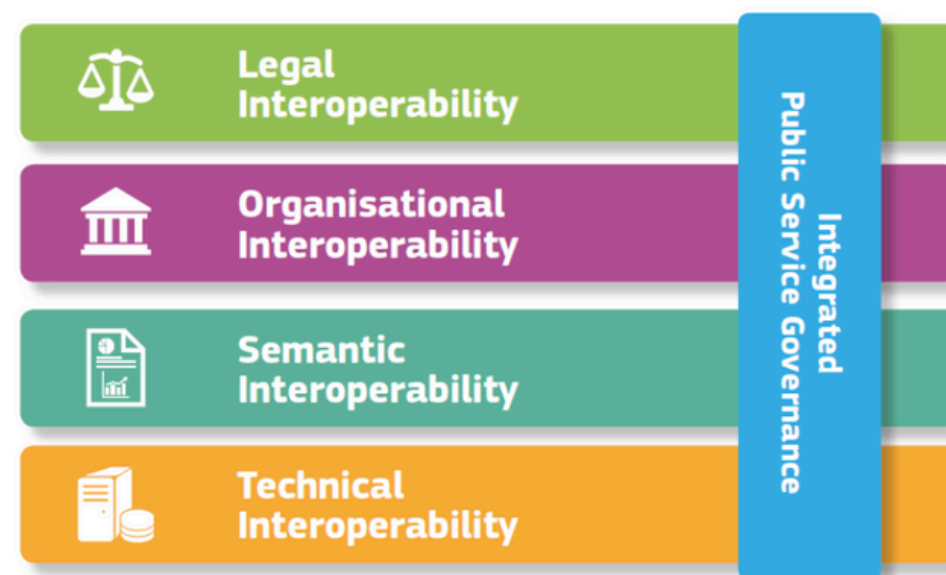 Legal
Interoperability
Organisational
Interoperability
Semantic
Interoperability
Technical
Interoperability
Integrated
Public Service Governance